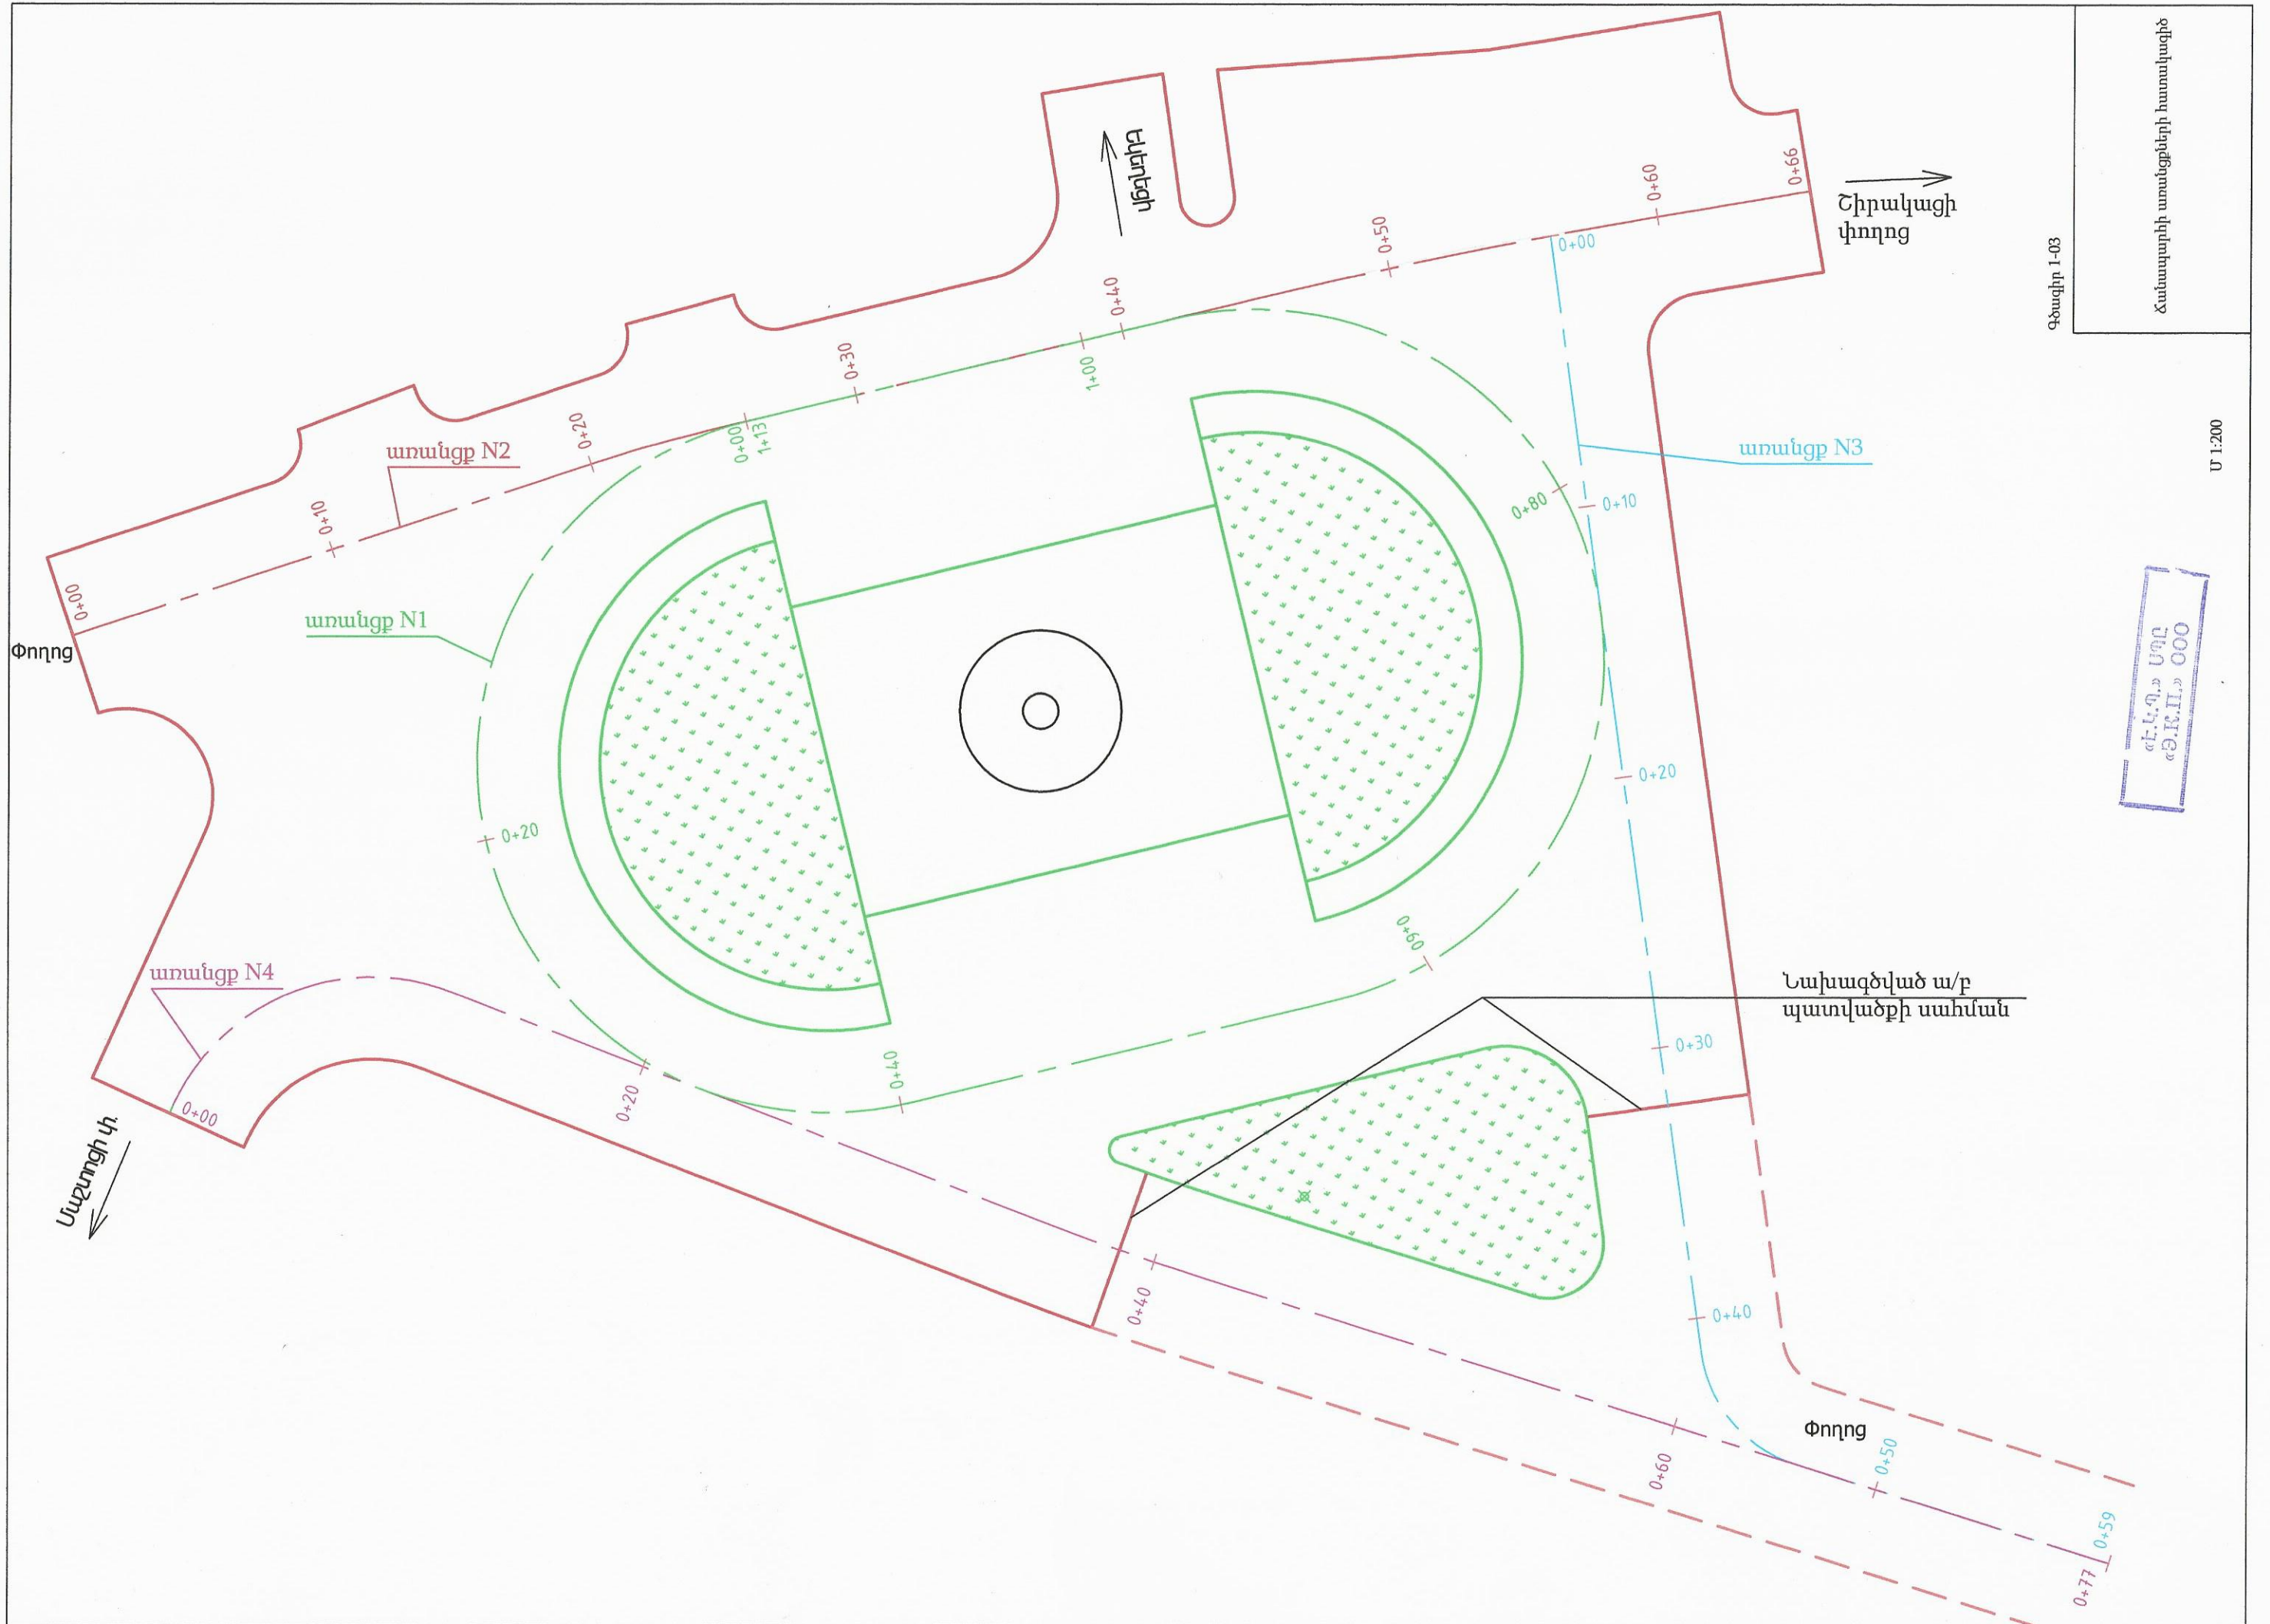 Ճանապարհի առանցքների հատակագիծ
Գծագիր 1-03
Մ 1:200
«Է.Կ.Պ.» ՍՊԸ
«Э.К.П.» ООО
Եկեղեցի
Շիրակացի
փողոց
0+66
0+60
0+50
0+40
0+30
0+20
0+10
0+00
առանցք N2
Փողոց
առանցք N1
0+00
1+13
1+00
0+80
0+60
0+40
0+20
առանցք N3
0+00
0+10
0+20
0+30
0+40
0+50
0+59
Նախագծված ա/բ
պատվածքի սահման
առանցք N4
0+00
0+20
0+40
0+60
0+77
Մաշտոցի փ.
Փողոց